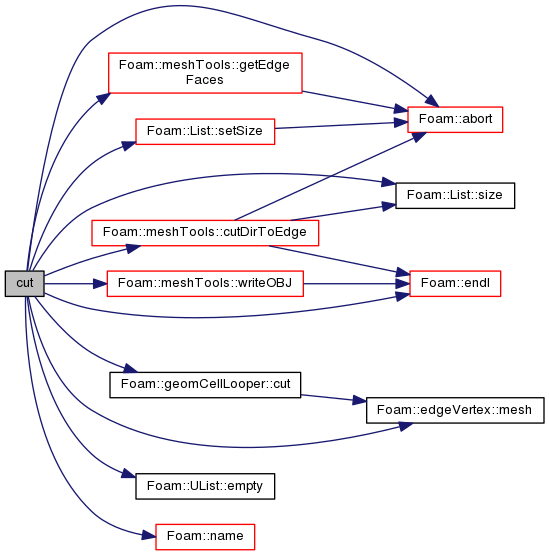 Foam::meshTools::getEdge
Faces
Foam::abort
Foam::List::setSize
Foam::List::size
Foam::meshTools::cutDirToEdge
cut
Foam::meshTools::writeOBJ
Foam::endl
Foam::geomCellLooper::cut
Foam::edgeVertex::mesh
Foam::UList::empty
Foam::name